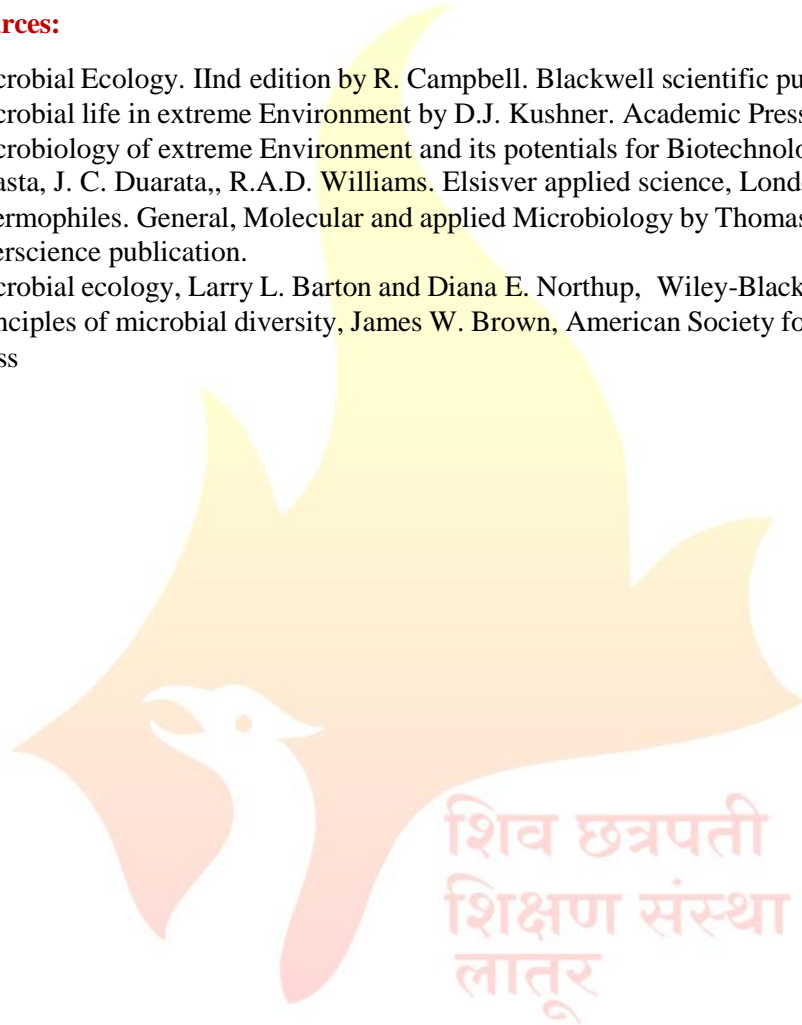 urces:
crobial Ecology. IInd edition by R. Campbell. Blackwell scientific pu
crobial life in extreme Environment by D.J. Kushner. Academic Press
crobiology of extreme Environment and its potentials for Biotechnolo
asta, J. C. Duarata,, R.A.D. Williams. Elsisver applied science, Lond
ermophiles. General, Molecular and applied Microbiology by Thomas
erscience publication.
crobial ecology, Larry L. Barton and Diana E. Northup, Wiley-Black
nciples of microbial diversity, James W. Brown, American Society fo
ss
शिव छत्रपती
शिक्षण संस्था
लातूर